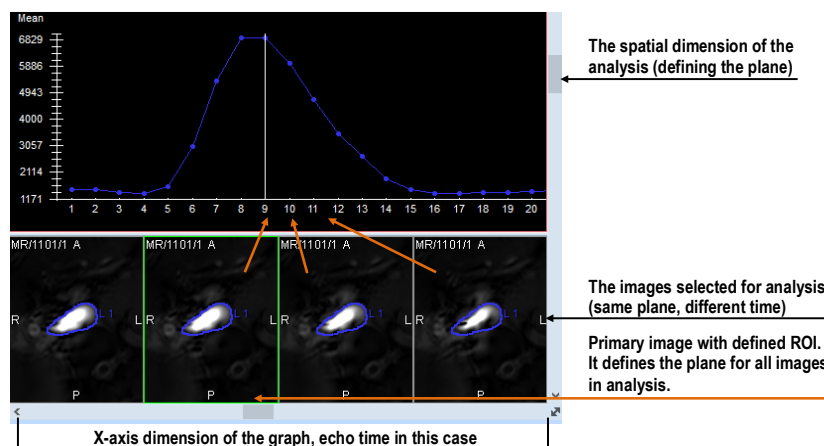 Mean
6829
5886
4943
4000
3057
2114
1171
1 2 3 4 5 6 7 8 9 10 11 12 13 14 15 16 17 18 19 20
The spatial dimension of the
analysis (defining the plane)
MR/1101/1 A MR/1101/1 A MR/1101/1 A MR/1101/1 A
R L 1 L 1 L 1 L R L 1 L
P P P P
The images selected for analysis
(same plane, different time)
Primary image with defined ROI.
It defines the plane for all images
in analysis.
X-axis dimension of the graph, echo time in this case